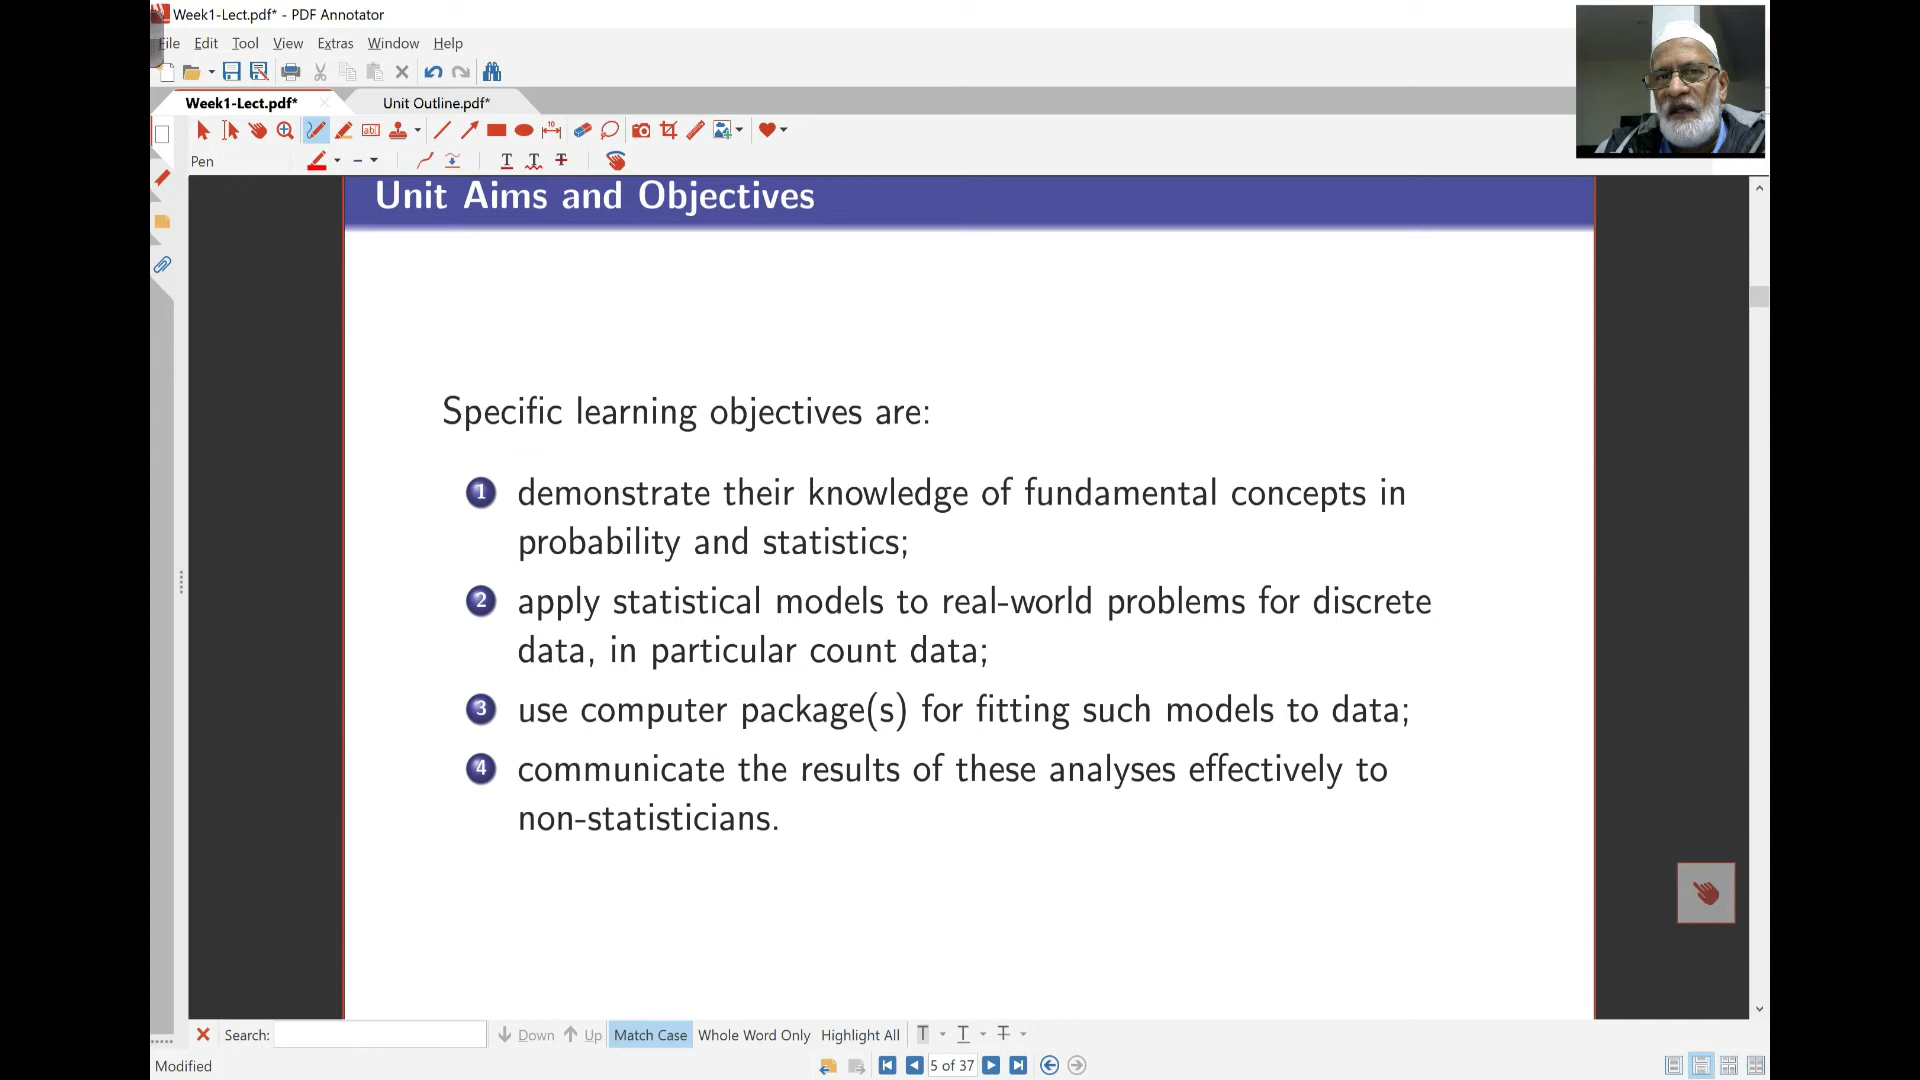 Week1-Lect.pdf* - PDF Annotator
File Edit Tool View Extras Window Help
Week1-Lect.pdf* Unit Outline.pdf*
Pen
Unit Aims and Objectives
Specific learning objectives are:
1 demonstrate their knowledge of fundamental concepts in
probability and statistics;
2 apply statistical models to real-world problems for discrete
data, in particular count data;
3 use computer package(s) for fitting such models to data;
4 communicate the results of these analyses effectively to
non-statisticians.
Search: Down Up Match Case Whole Word Only Highlight All
Modified 5 of 37